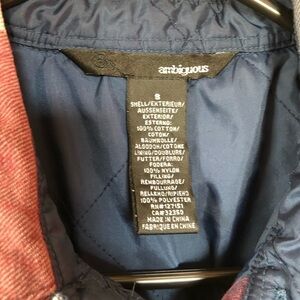 ambiguous
S
SHELL/EXTERIEUR/
AUSSENSEITE/
EXTERIOR/
ESTERNO:
100% COTTON/
COTON/
BAUMWOLLE/
ALGODON/COTONE
LINING/DOUBLURE/
FUTTER/FORRO/
FODERA:
100% NYLON
FILLING/
REMBOURRAGE/
FULLUNG/
RELLENO/RIPIENO
100% POLYESTER
RN#127151
CA#32350
MADE IN CHINA
FABRIQUE EN CHINE